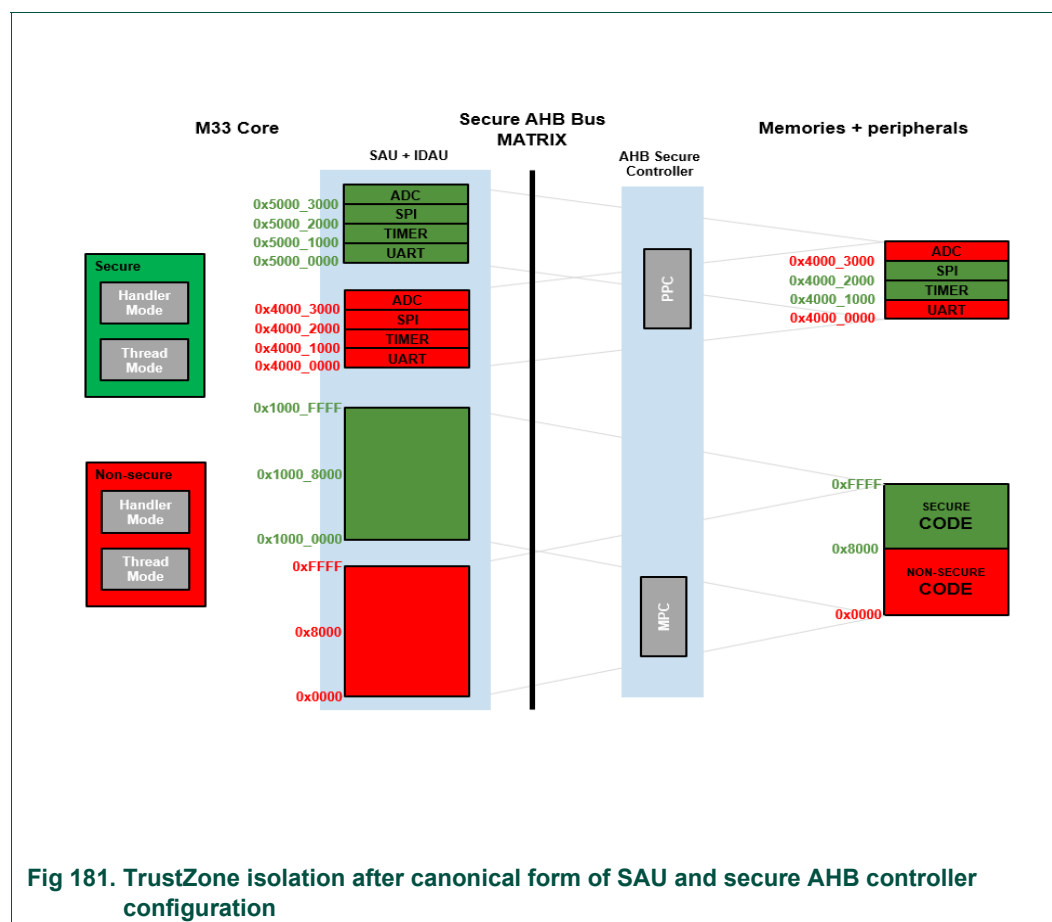 M33 Core
Secure AHB Bus
MATRIX
Memories + peripherals
SAU + IDAU
AHB Secure
Controller
Secure
Handler
Mode
Thread
Mode
Non-secure
Handler
Mode
Thread
Mode
ADC
0x5000_3000
SPI
0x5000_2000
TIMER
0x5000_1000
UART
0x5000_0000
ADC
0x4000_3000
SPI
0x4000_2000
TIMER
0x4000_1000
UART
0x4000_0000
0x1000_FFFF
0x1000_8000
0x1000_0000
0xFFFF
0x8000
0x0000
PPC
MPC
ADC
0x4000_3000
SPI
0x4000_2000
TIMER
0x4000_1000
UART
0x4000_0000
0xFFFF
SECURE
CODE
0x8000
NON-SECURE
CODE
0x0000
Fig 181. TrustZone isolation after canonical form of SAU and secure AHB controller
configuration